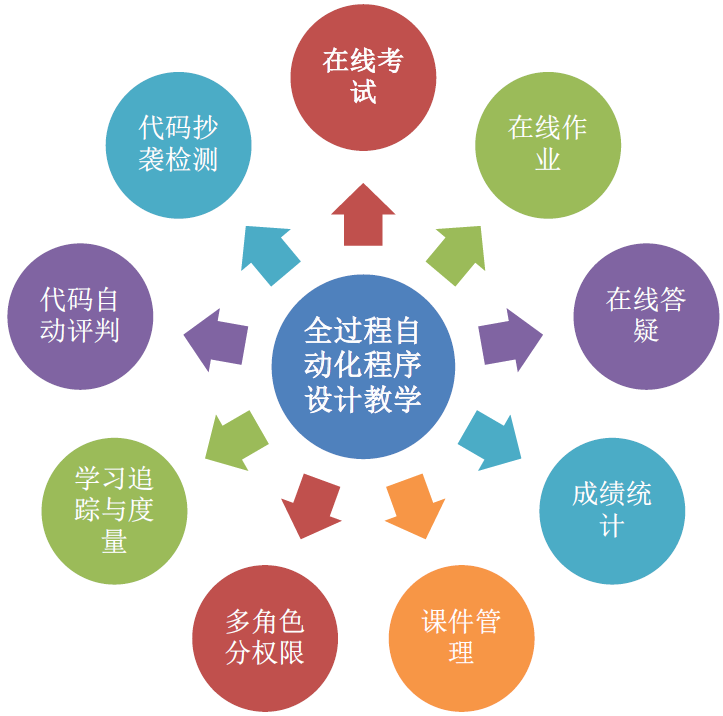 在线考
试
在线作
业
在线答
疑
成绩统
计
课件管
理
多角色
分权限
学习追
踪与度
量
代码自
动评判
代码抄
袭检测
全过程自
动化程序
设计教学